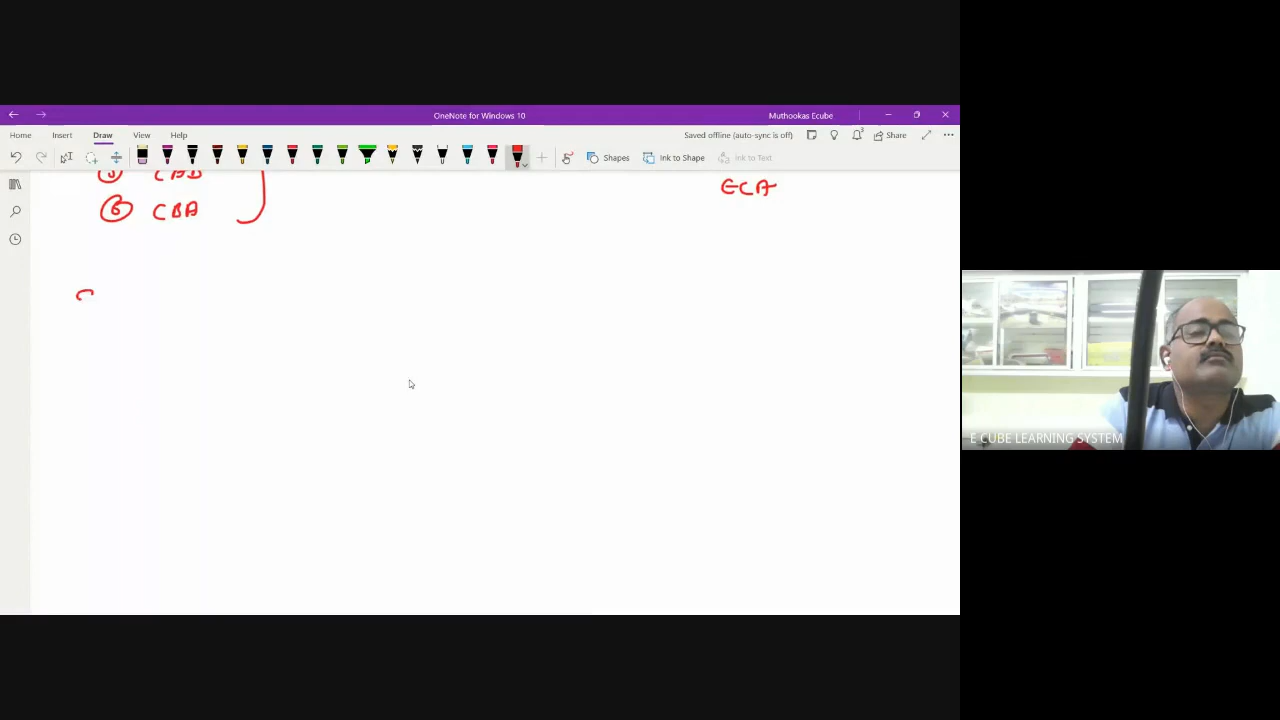 OneNote for Windows 10
Muthookas Ecube
Home Insert Draw View Help
Saved offline (auto-sync is off)
Share
Shapes
Ink to Shape
Ink to Text
ECA
6 CBA
E CUBE LEARNING SYSTEM